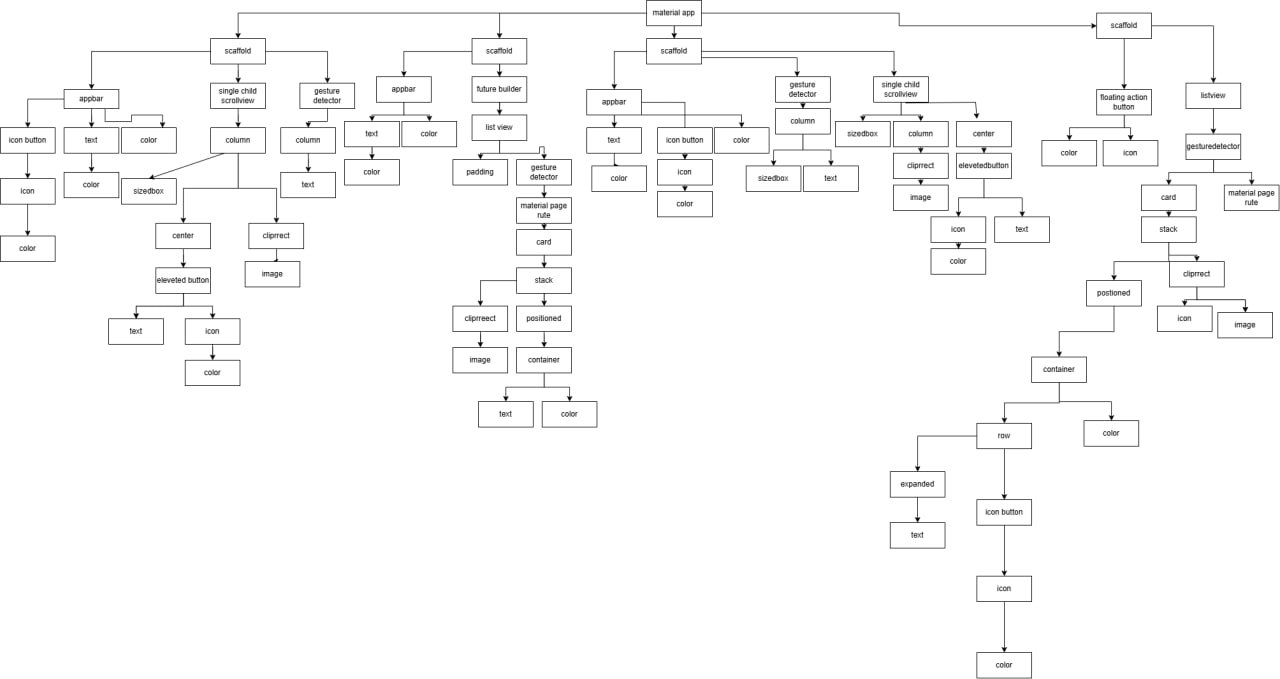 material app
scaffold
scaffold
scaffold
scaffold
appbar
single child
scrollview
gesture
detector
appbar
future builder
appbar
gesture
detector
single child
scrollview
floating action
button
listview
icon button
text
color
column
column
text
color
list view
text
icon button
color
column
sizedbox
column
center
color
icon
gesturedetector
icon
color
sizedbox
text
color
padding
gesture
detector
color
icon
sizedbox
text
cliprrect
elevetedbutton
card
material page
rute
color
center
cliprrect
material page
rute
color
image
icon
text
stack
eleveted button
image
card
color
postioned
cliprrect
text
icon
stack
icon
image
color
cliprreect
positioned
container
image
container
row
color
text
color
expanded
icon button
text
icon
color